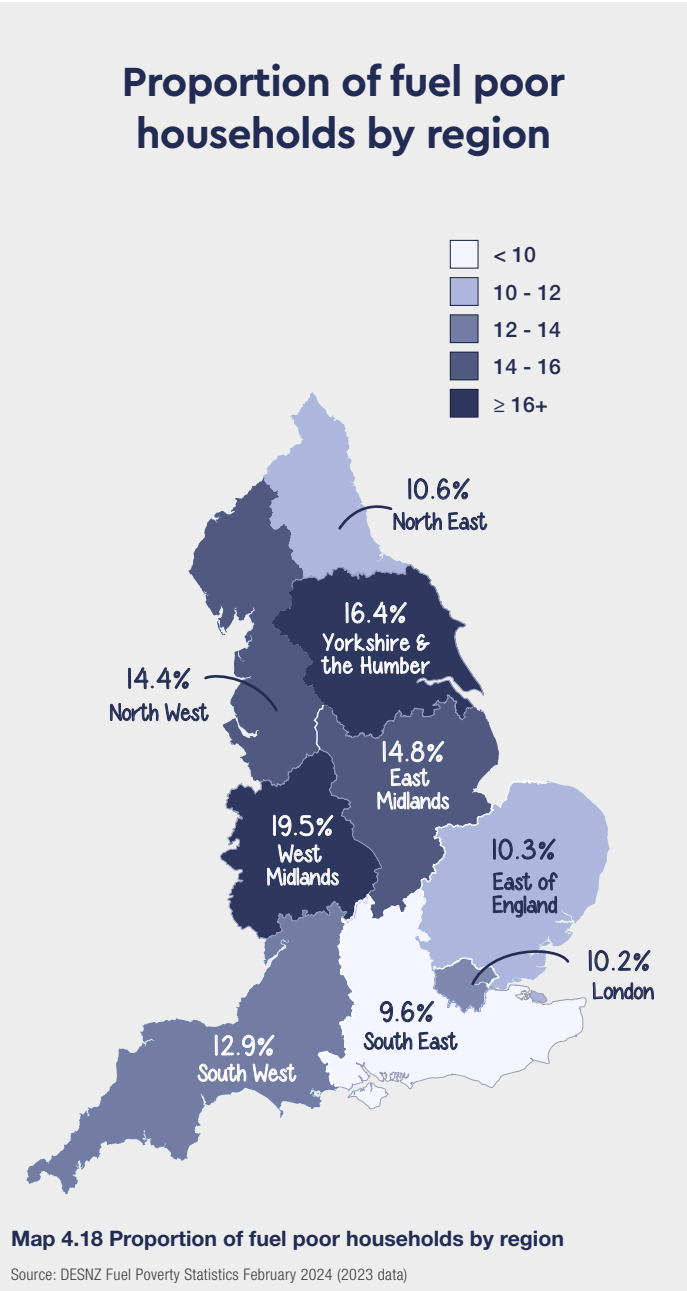 Proportion of fuel poor
households by region
< 10
10 - 12
12 - 14
14 - 16
≥ 16+
10.6%
North East
16.4%
Yorkshire &
the Humber
14.4%
North West
14.8%
East
Midlands
19.5%
West
Midlands
10.3%
East of
England
10.2%
London
9.6%
South East
12.9%
South West
Map 4.18 Proportion of fuel poor households by region
Source: DESNZ Fuel Poverty Statistics February 2024 (2023 data)